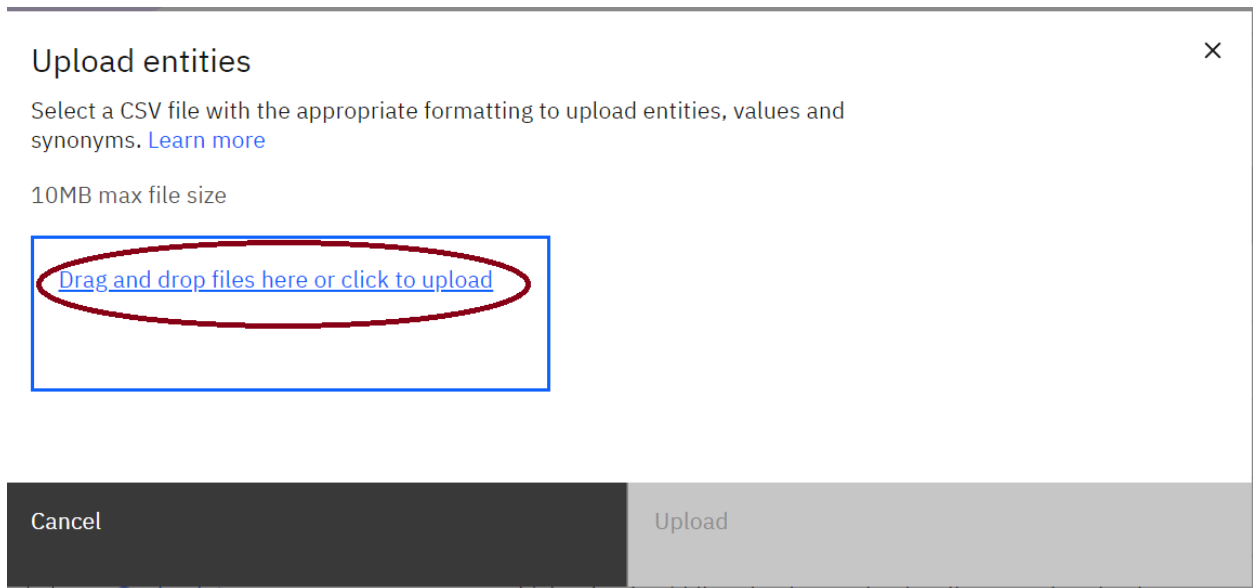 Upload entities
Select a CSV file with the appropriate formatting to upload entities, values and
synonyms. Learn more
10MB max file size
Drag and drop files here or click to upload
Cancel
Upload